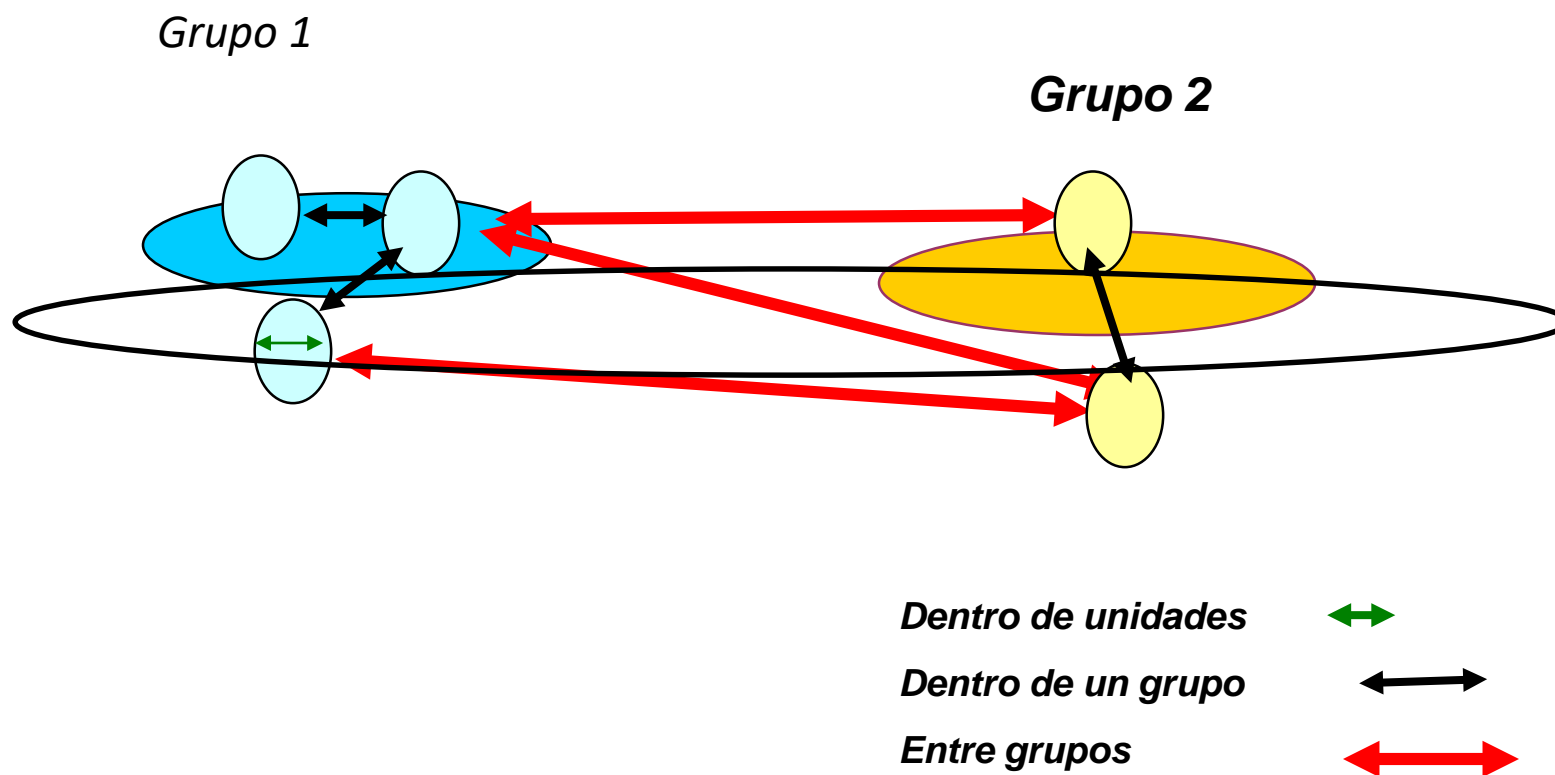 Grupo 1
Grupo 2
Dentro de unidades
Dentro de un grupo
Entre grupos